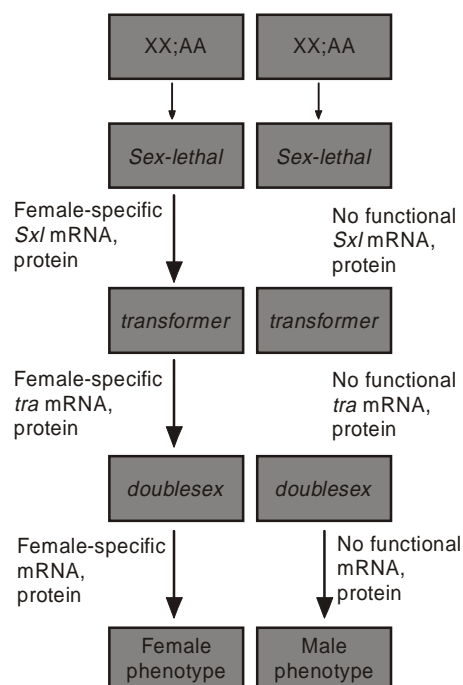 XX;AA
XX;AA
Sex-lethal
Sex-lethal
Female-specific
Sxl mRNA,
protein
No functional
Sxl mRNA,
protein
transformer
transformer
Female-specific
tra mRNA,
protein
No functional
tra mRNA,
protein
doublesex
doublesex
Female-specific
mRNA,
protein
No functional
mRNA,
protein
Female
phenotype
Male
phenotype